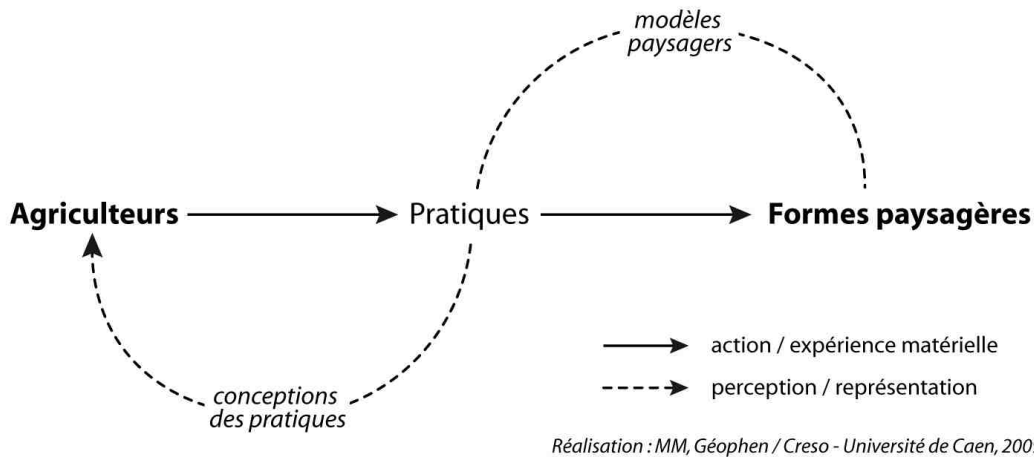 modèles
paysagers
Agriculteurs
Pratiques
Formes paysagères
conceptions
des pratiques
action / expérience matérielle
perception / représentation
Réalisation : MM, Géophen / Creso - Université de Caen, 200